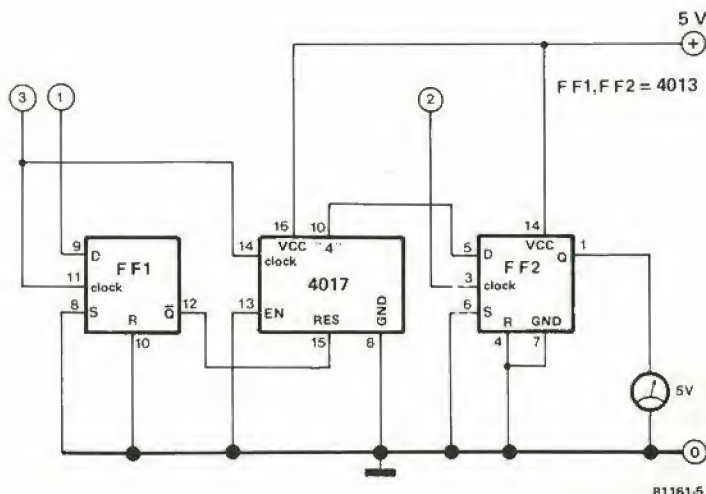 5 V
+
3
1
2
FF1, FF2 = 4013
16
VCC
10
4
14
VCC
1
Q
9
D
FF1
11
clock
8
S
R
10
Q̅
12
14
clock
4017
13
EN
RES
15
GND
8
5
D
FF2
3
clock
6
S
R
4
GND
7
5V
0
81161-5